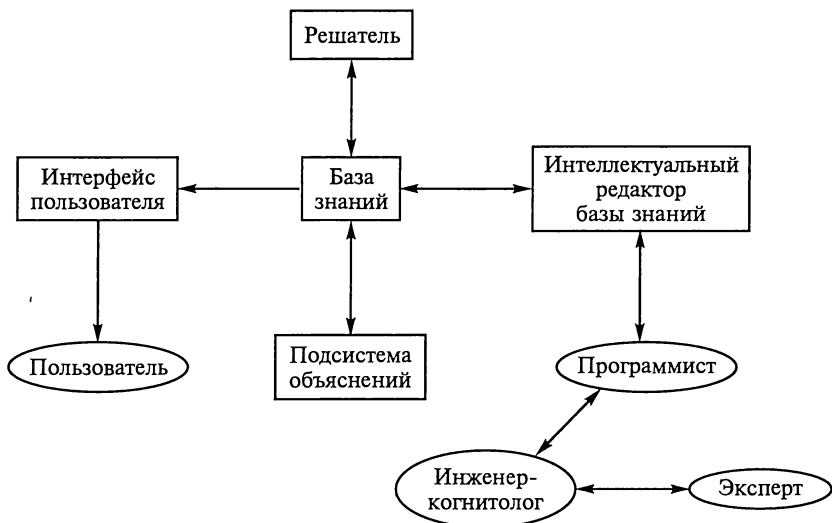 Решатель
Интерфейс
пользователя
База
знаний
Интеллектуальный
редактор
базы знаний
Пользователь
Подсистема
объяснений
Программист
Инженер-
когнитолог
Эксперт